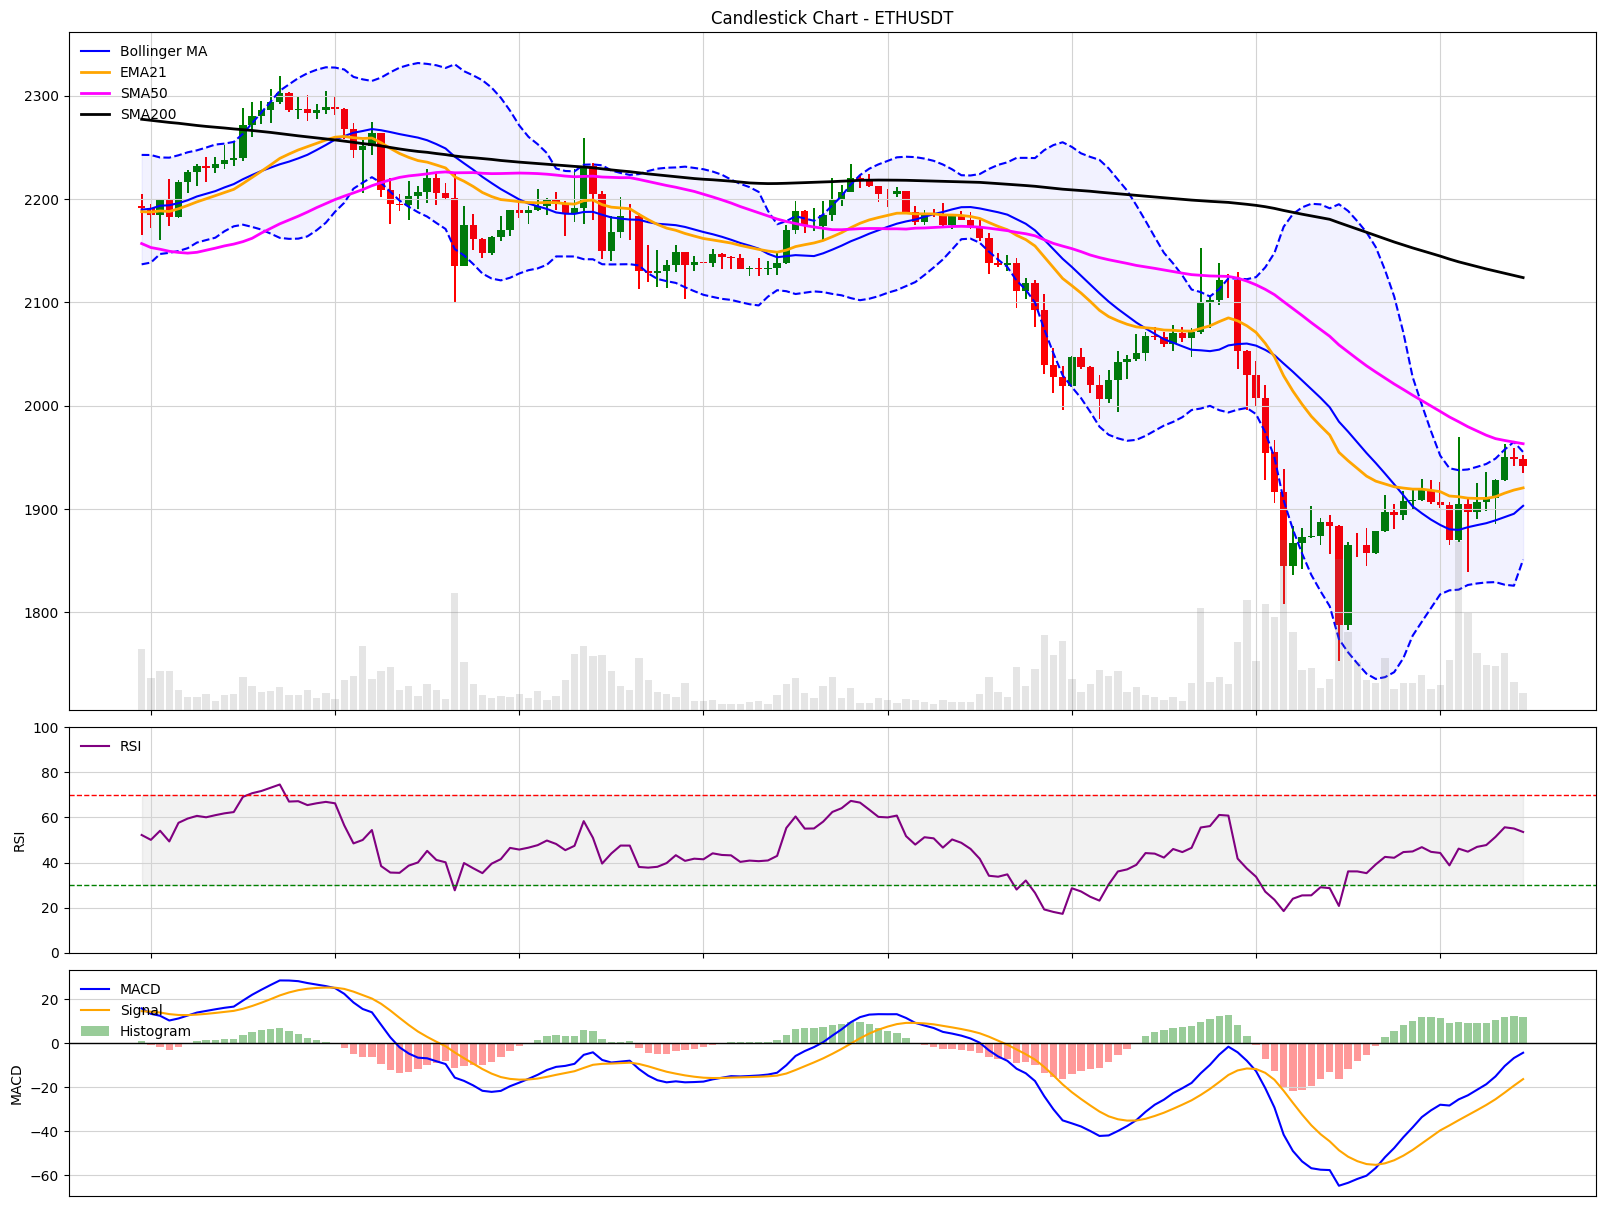 Candlestick Chart - ETHUSDT
Bollinger MA
EMA21
SMA50
SMA200
2300
2200
2100
2000
1900
1800
RSI
100
80
60
40
20
0
RSI
MACD
Signal
Histogram
20
0
−20
−40
−60
MACD